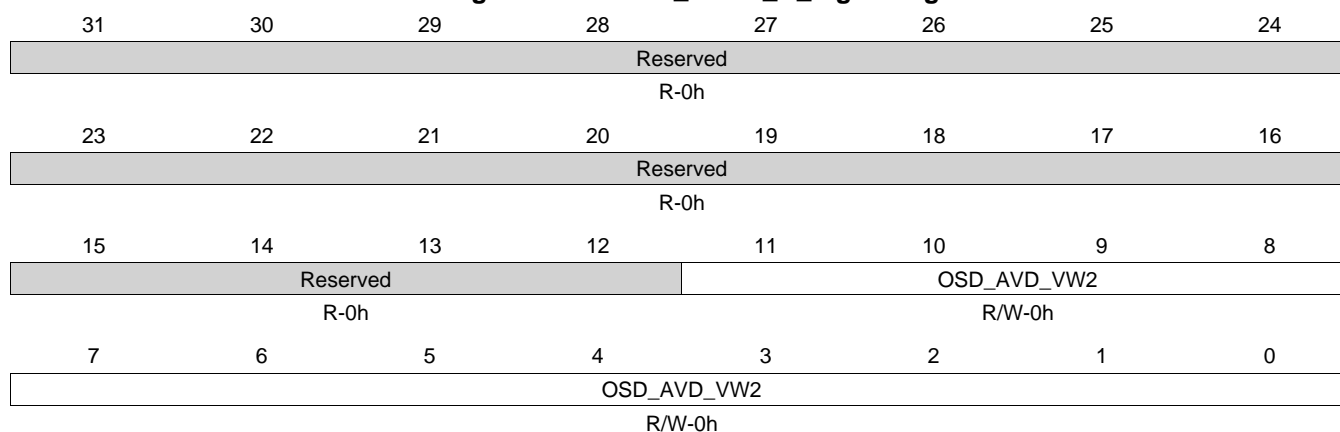 31 30 29 28 27 26 25 24
Reserved
R-0h
23 22 21 20 19 18 17 16
Reserved
R-0h
15 14 13 12 11 10 9 8
Reserved OSD_AVD_VW2
R-0h R/W-0h
7 6 5 4 3 2 1 0
OSD_AVD_VW2
R/W-0h